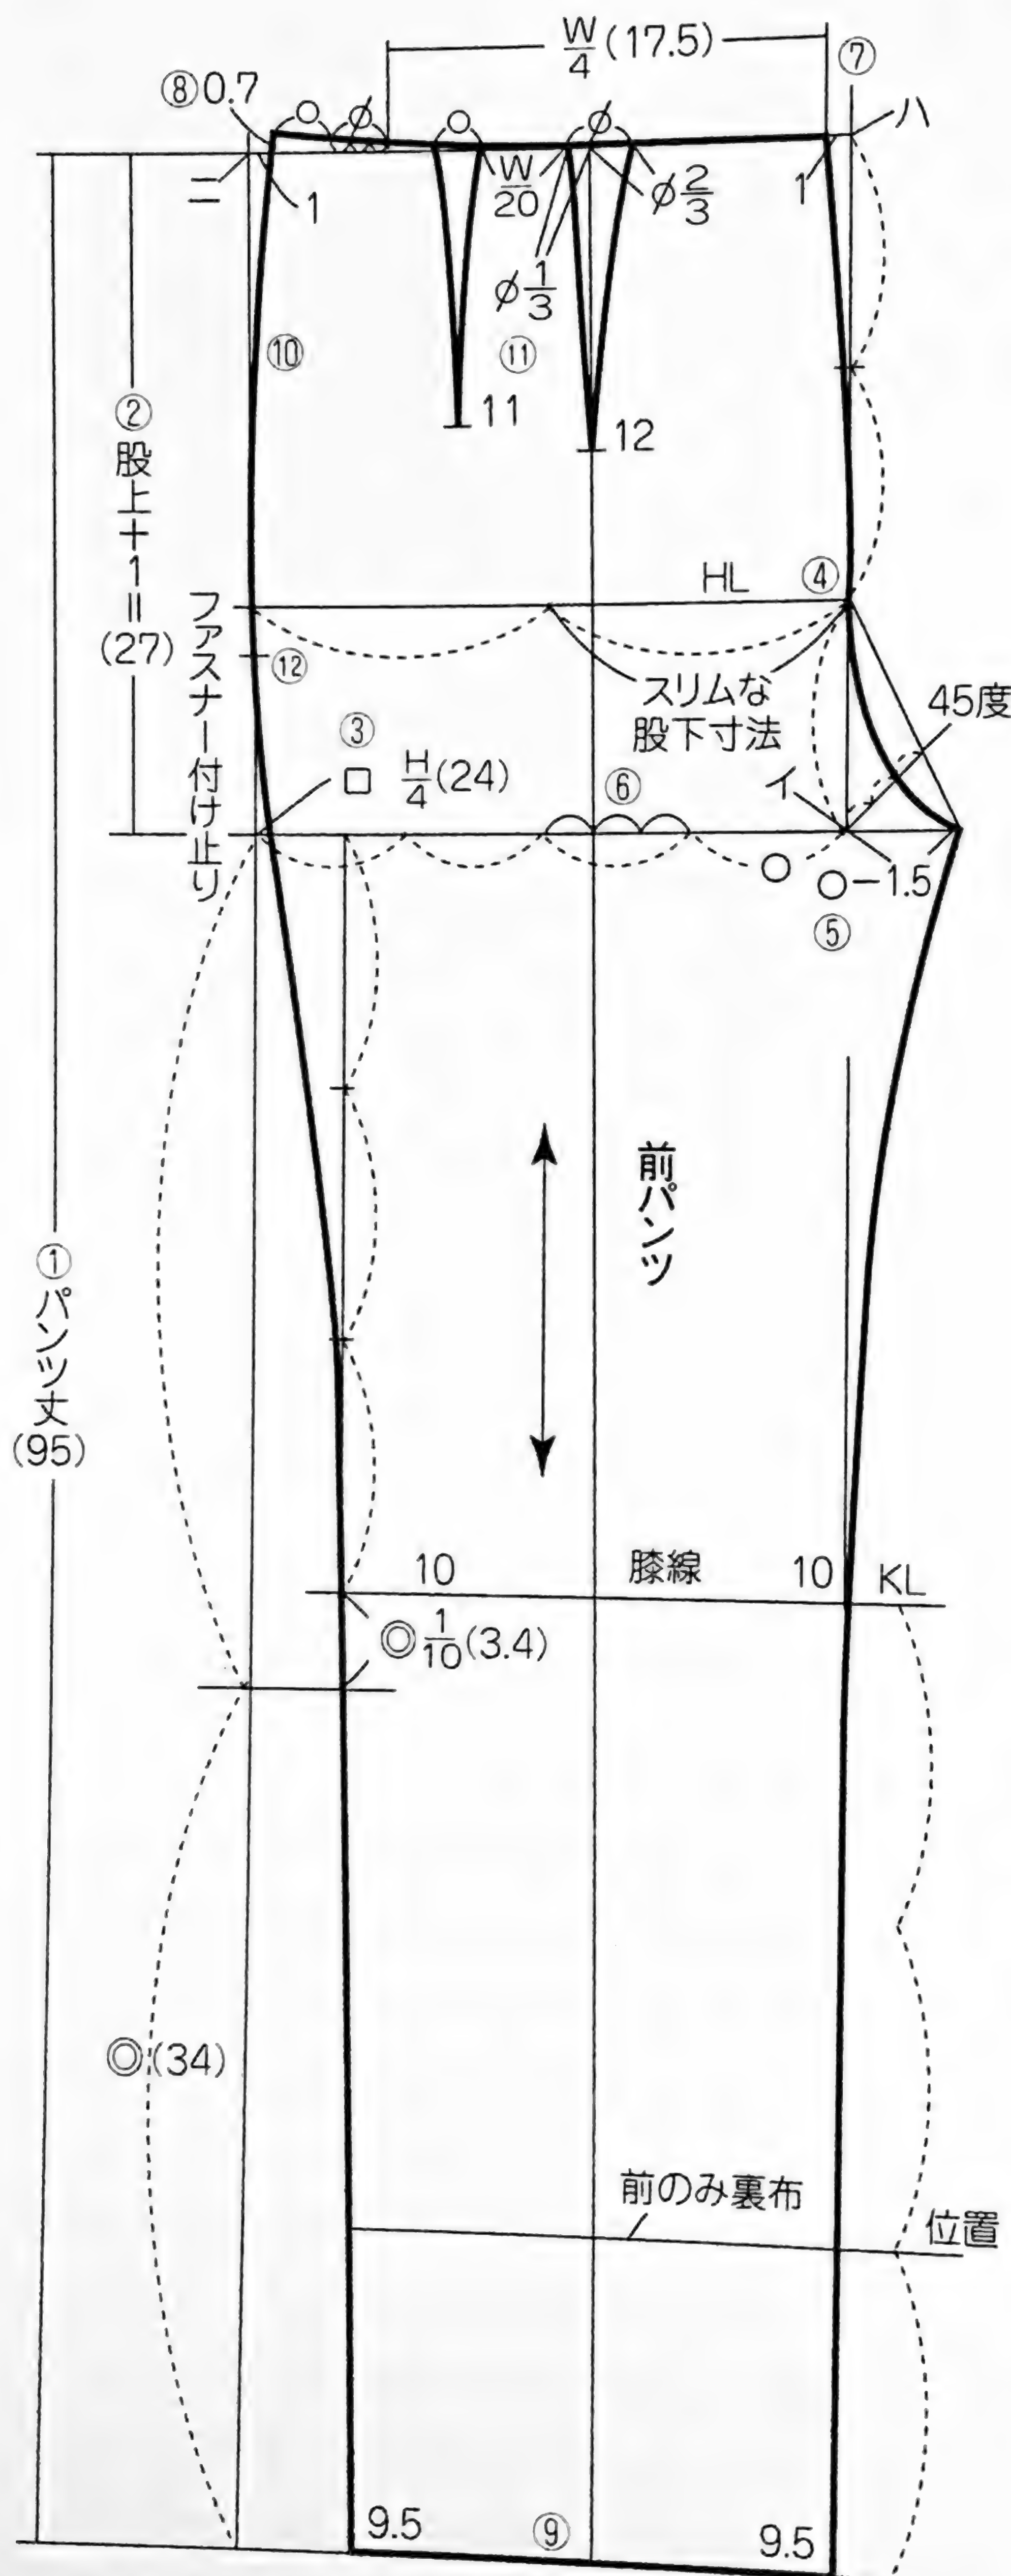 W/4(17.5)
⑦
⑧0.7
○
φ
○
φ
ハ
ニ
1
W/20
φ2/3
1
φ1/3
⑩
⑪
11
12
②股上+1=(27)
HL
④
ファスナー付け止り
⑫
スリムな
股下寸法
45度
③
□ H/4(24)
⑥
イ
○
○-1.5
⑤
前パンツ
①パンツ丈(95)
10
膝線
10
KL
◎1/10(3.4)
◎(34)
前のみ裏布
位置
9.5
⑨
9.5